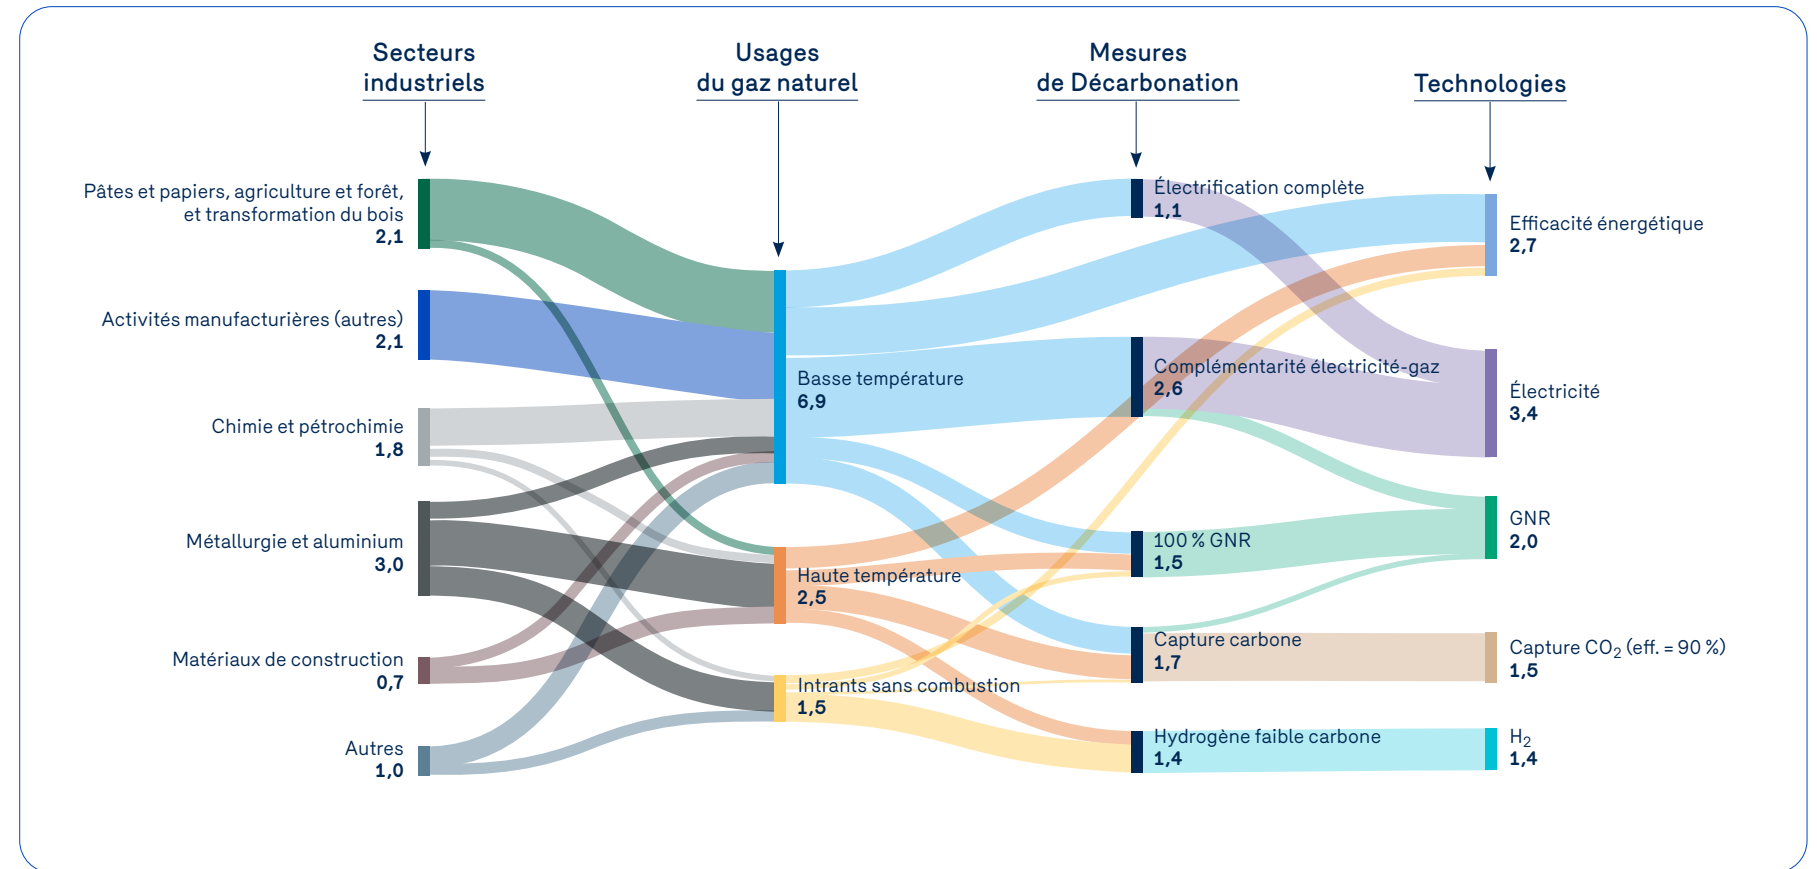 Secteurs
industriels
Usages
du gaz naturel
Mesures
de Décarbonation
Technologies
Pâtes et papiers, agriculture et forêt,
et transformation du bois
2,1
Activités manufacturières (autres)
2,1
Chimie et pétrochimie
1,8
Métallurgie et aluminium
3,0
Matériaux de construction
0,7
Autres
1,0
Basse température
6,9
Haute température
2,5
Intrants sans combustion
1,5
Électrification complète
1,1
Complémentarité électricité-gaz
2,6
100 % GNR
1,5
Capture carbone
1,7
Hydrogène faible carbone
1,4
Efficacité énergétique
2,7
Électricité
3,4
GNR
2,0
Capture CO₂ (eff. = 90 %)
1,5
H₂
1,4